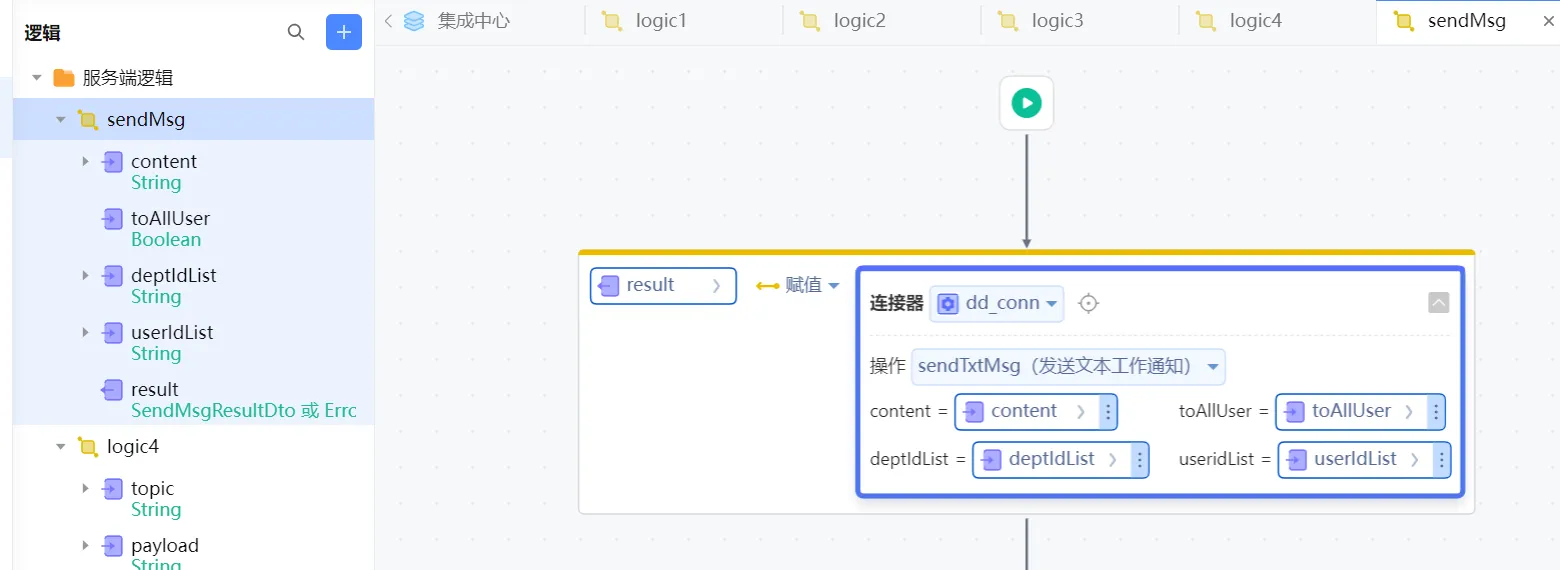 逻辑
集成中心
logic1
logic2
logic3
logic4
sendMsg
服务端逻辑
sendMsg
content
String
toAllUser
Boolean
deptIdList
String
userIdList
String
result
SendMsgResultDto 或 Errc
logic4
topic
String
payload
String
result
赋值
连接器 dd_conn
操作 sendTxtMsg（发送文本工作通知）
content = content
toAllUser = toAllUser
deptIdList = deptIdList
useridList = userIdList